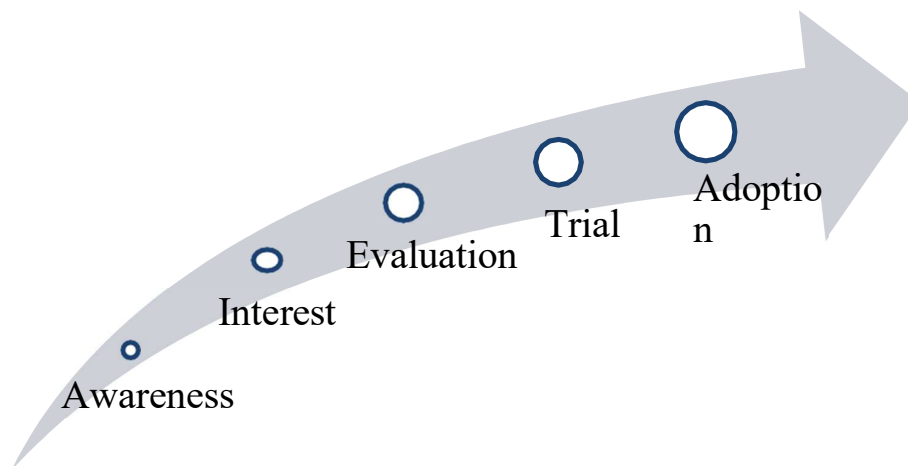 Awareness
Interest
Evaluation
Trial
Adoptio
n